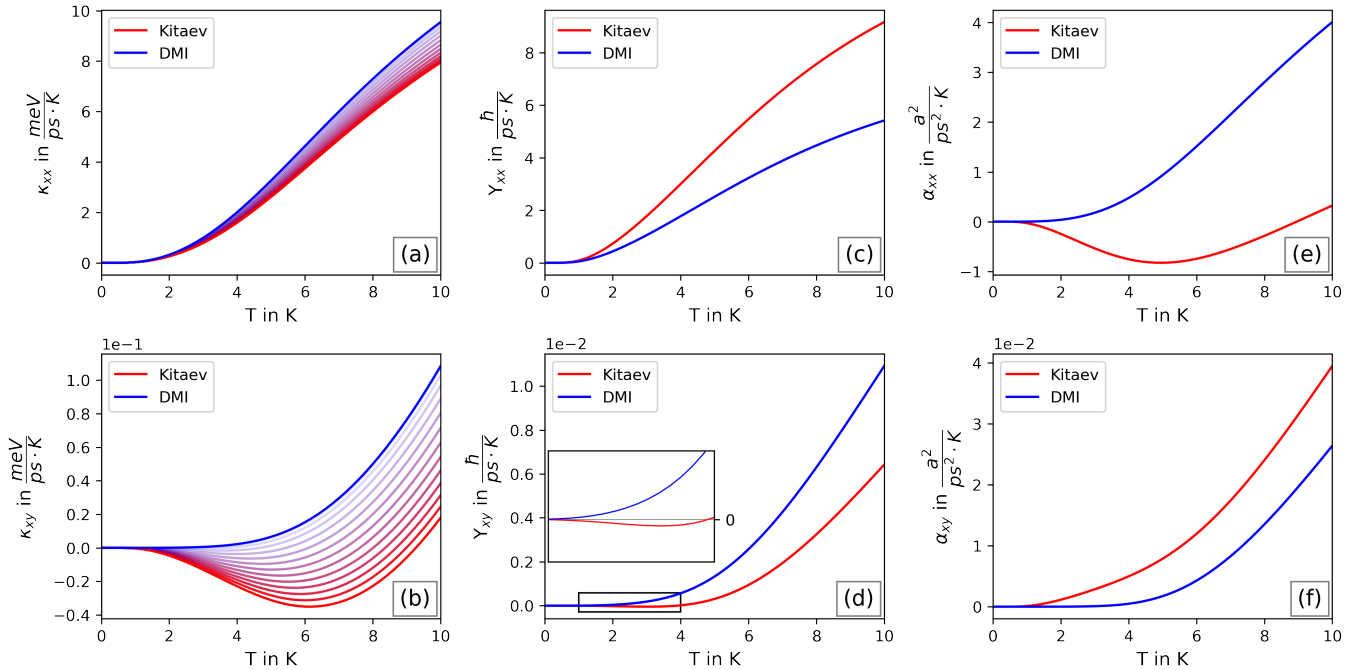 10
8
6
4
2
0
κxx in meV/ps · K
Kitaev
DMI
(a)
0 2 4 6 8 10
T in K
8
6
4
2
0
Yxx in ħ/ps · K
Kitaev
DMI
(c)
0 2 4 6 8 10
T in K
4
3
2
1
0
−1
αxx in a²/ps² · K
Kitaev
DMI
(e)
0 2 4 6 8 10
T in K
1e−1
1.0
0.8
0.6
0.4
0.2
0.0
−0.2
−0.4
κxy in meV/ps · K
Kitaev
DMI
(b)
0 2 4 6 8 10
T in K
1e−2
1.0
0.8
0.6
0.4
0.2
0.0
Yxy in ħ/ps · K
Kitaev
DMI
0
(d)
0 2 4 6 8 10
T in K
1e−2
4
3
2
1
0
αxy in a²/ps² · K
Kitaev
DMI
(f)
0 2 4 6 8 10
T in K